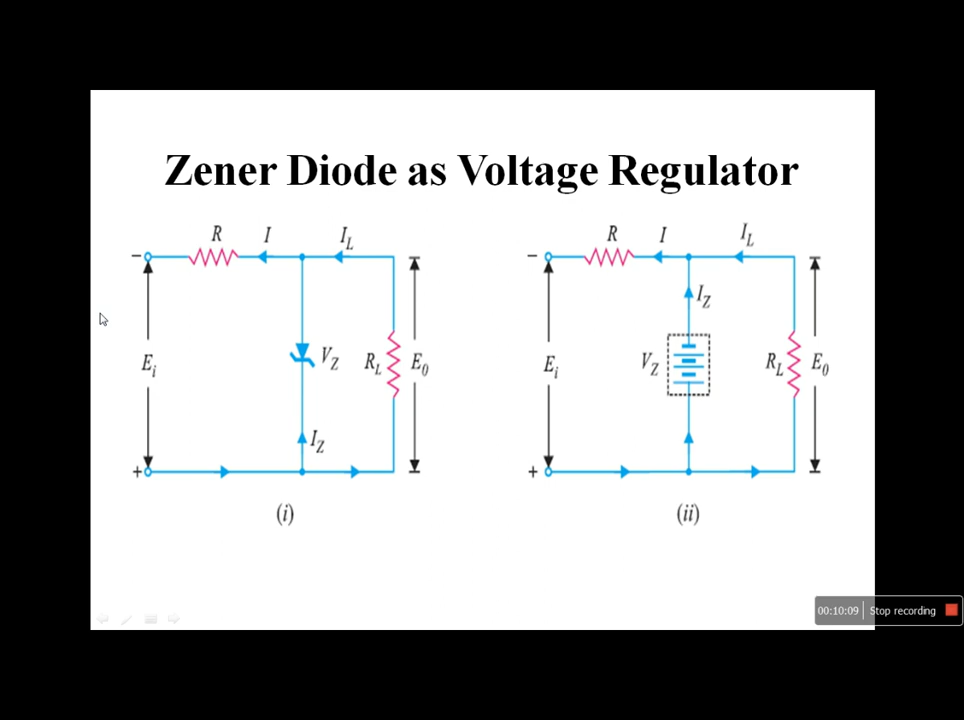 Zener Diode as Voltage Regulator
R I I_L
R I I_L
−
−
I_Z
E_i V_Z R_L E_0
E_i V_Z R_L E_0
I_Z
+
+
(i)
(ii)
00:10:09 Stop recording